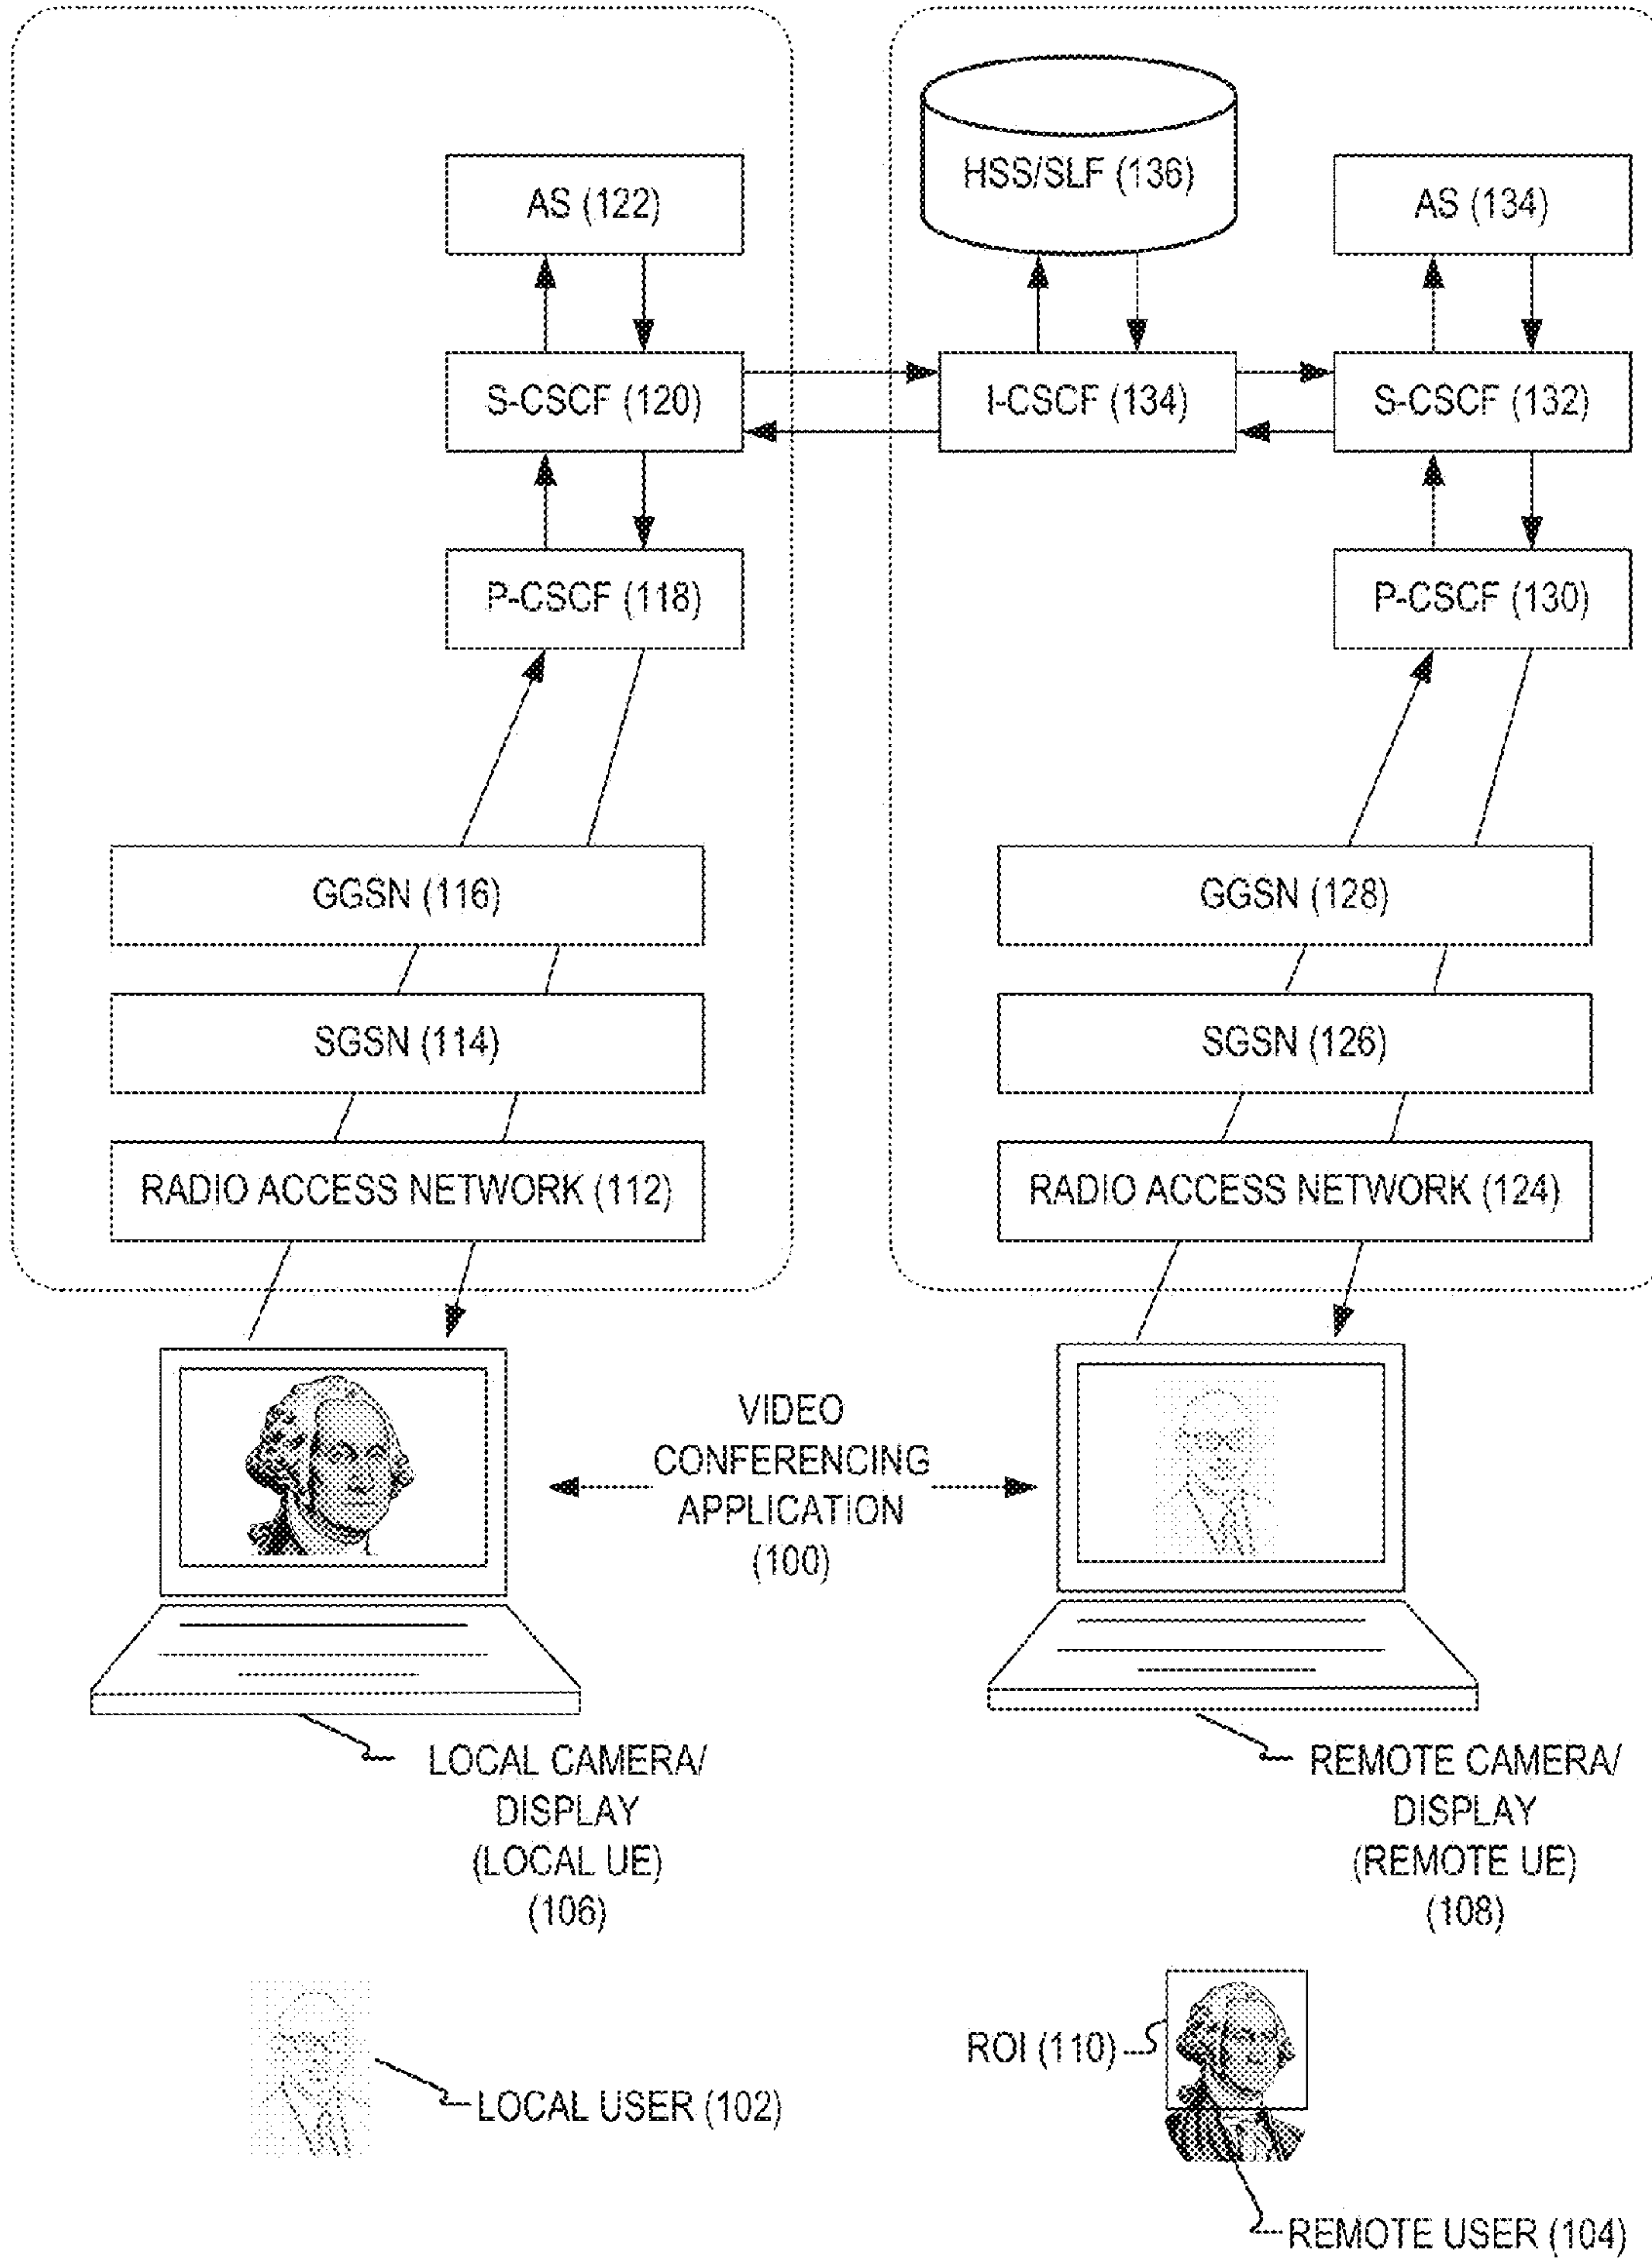 HSS/SLF (136)
AS (122)
AS (134)
S-CSCF (120)
I-CSCF (134)
S-CSCF (132)
P-CSCF (118)
P-CSCF (130)
GGSN (116)
GGSN (128)
SGSN (114)
SGSN (126)
RADIO ACCESS NETWORK (112)
RADIO ACCESS NETWORK (124)
VIDEO
CONFERENCING
APPLICATION
(100)
LOCAL CAMERA/
DISPLAY
(LOCAL UE)
(106)
REMOTE CAMERA/
DISPLAY
(REMOTE UE)
(108)
ROI (110)
LOCAL USER (102)
REMOTE USER (104)